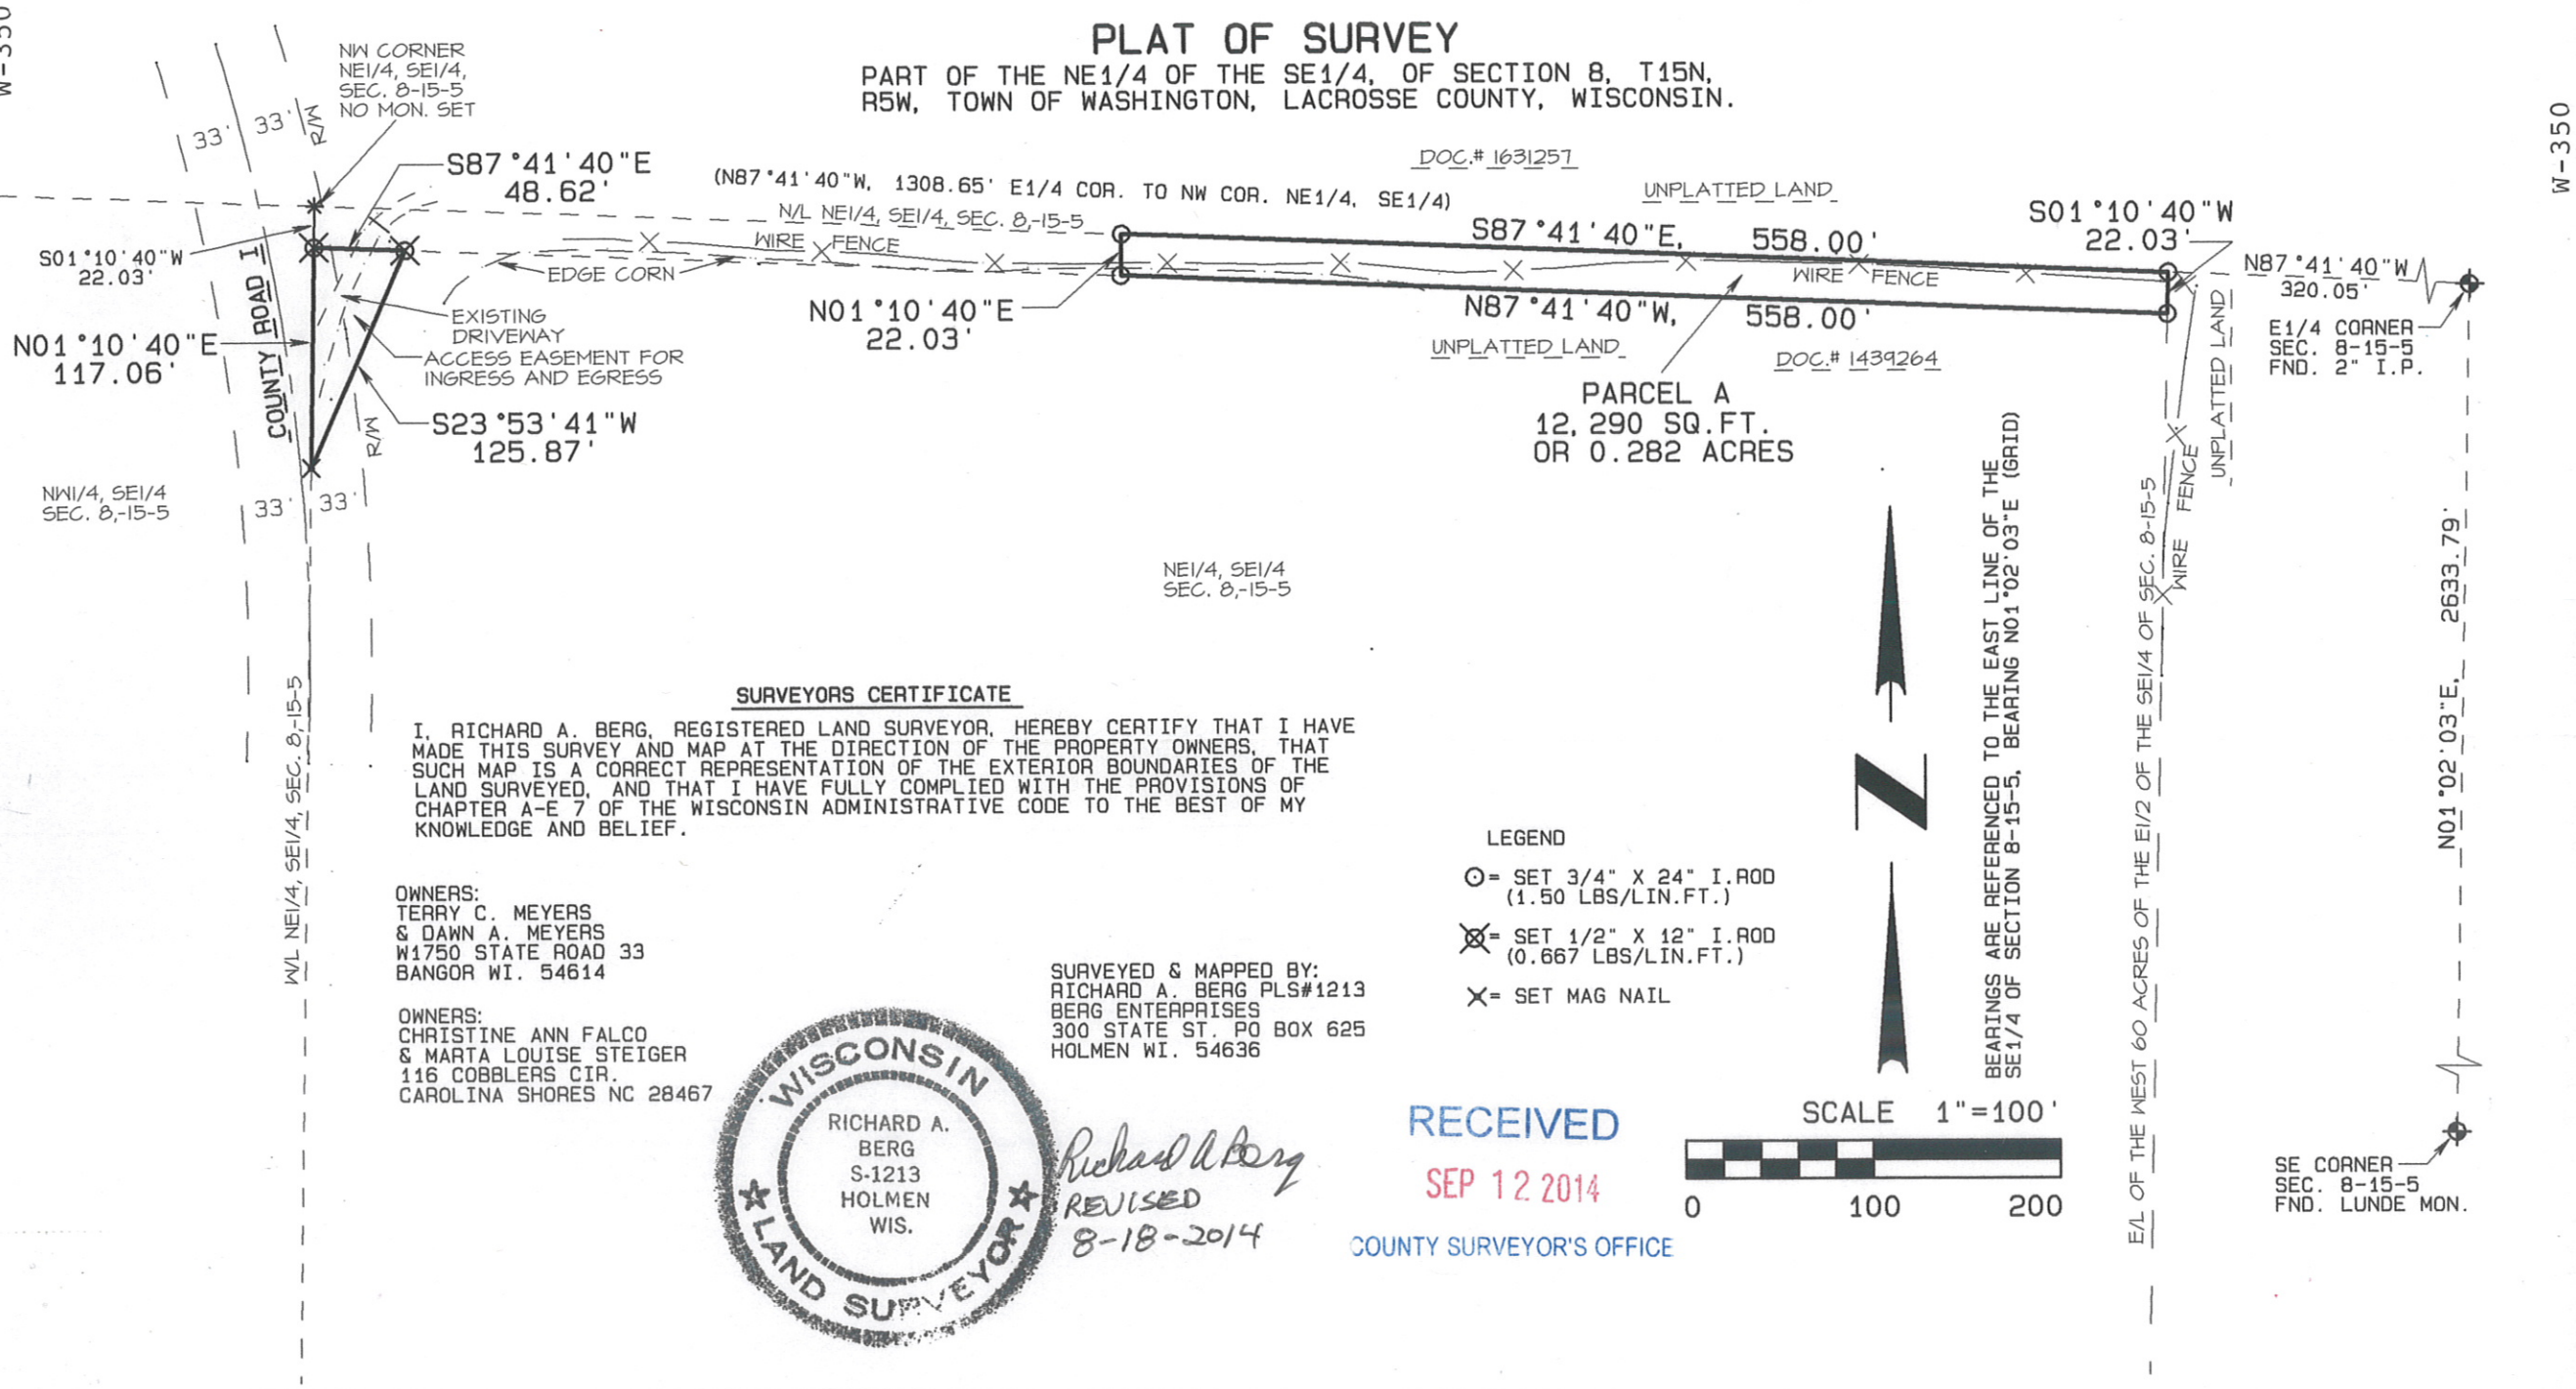 W-350
PLAT OF SURVEY
PART OF THE NE1/4 OF THE SE1/4, OF SECTION 8, T15N,
R5W, TOWN OF WASHINGTON, LACROSSE COUNTY, WISCONSIN.
W-350
NW CORNER
NE1/4, SE1/4,
SEC. 8-15-5
NO MON. SET
33'
33'
R/W
S87°41'40"E
48.62'
(N87°41'40"W, 1308.65' E1/4 COR. TO NW COR. NE1/4, SE1/4)
N/L NE1/4, SE1/4, SEC. 8,-15-5
DOC.# 1631257
UNPLATTED LAND
S01°10'40"W
22.03'
S87°41'40"E, 558.00'
S01°10'40"W
22.03'
COUNTY ROAD I
WIRE FENCE
EDGE CORN
WIRE FENCE
N87°41'40"W
320.05'
N01°10'40"E
22.03'
N87°41'40"W, 558.00'
E1/4 CORNER
SEC. 8-15-5
FND. 2" I.P.
N01°10'40"E
117.06'
EXISTING
DRIVEWAY
ACCESS EASEMENT FOR
INGRESS AND EGRESS
UNPLATTED LAND
DOC.# 1439264
UNPLATTED LAND
PARCEL A
12,290 SQ.FT.
OR 0.282 ACRES
S23°53'41"W
125.87'
R/W
NW1/4, SE1/4
SEC. 8,-15-5
33'
33'
WIRE FENCE
NE1/4, SE1/4
SEC. 8,-15-5
BEARINGS ARE REFERENCED TO THE EAST LINE OF THE
SE1/4 OF SECTION 8-15-5, BEARING N01°02'03"E (GRID)
E/L OF THE WEST 60 ACRES OF THE E1/2 OF THE SE1/4 OF SEC. 8-15-5
N01°02'03"E, 2633.79'
W/L NE1/4, SE1/4, SEC. 8,-15-5
SURVEYORS CERTIFICATE
I, RICHARD A. BERG, REGISTERED LAND SURVEYOR, HEREBY CERTIFY THAT I HAVE
MADE THIS SURVEY AND MAP AT THE DIRECTION OF THE PROPERTY OWNERS, THAT
SUCH MAP IS A CORRECT REPRESENTATION OF THE EXTERIOR BOUNDARIES OF THE
LAND SURVEYED, AND THAT I HAVE FULLY COMPLIED WITH THE PROVISIONS OF
CHAPTER A-E 7 OF THE WISCONSIN ADMINISTRATIVE CODE TO THE BEST OF MY
KNOWLEDGE AND BELIEF.
LEGEND
= SET 3/4" X 24" I.ROD
(1.50 LBS/LIN.FT.)
= SET 1/2" X 12" I.ROD
(0.667 LBS/LIN.FT.)
= SET MAG NAIL
N
OWNERS:
TERRY C. MEYERS
& DAWN A. MEYERS
W1750 STATE ROAD 33
BANGOR WI. 54614
OWNERS:
CHRISTINE ANN FALCO
& MARTA LOUISE STEIGER
116 COBBLERS CIR.
CAROLINA SHORES NC 28467
SURVEYED & MAPPED BY:
RICHARD A. BERG PLS#1213
BERG ENTERPRISES
300 STATE ST. PO BOX 625
HOLMEN WI. 54636
WISCONSIN
RICHARD A.
BERG
S-1213
HOLMEN
WIS.
LAND SURVEYOR
Richard A Berg
REVISED
8-18-2014
RECEIVED
SEP 12 2014
COUNTY SURVEYOR'S OFFICE
SCALE 1"=100'
0 100 200
SE CORNER
SEC. 8-15-5
FND. LUNDE MON.